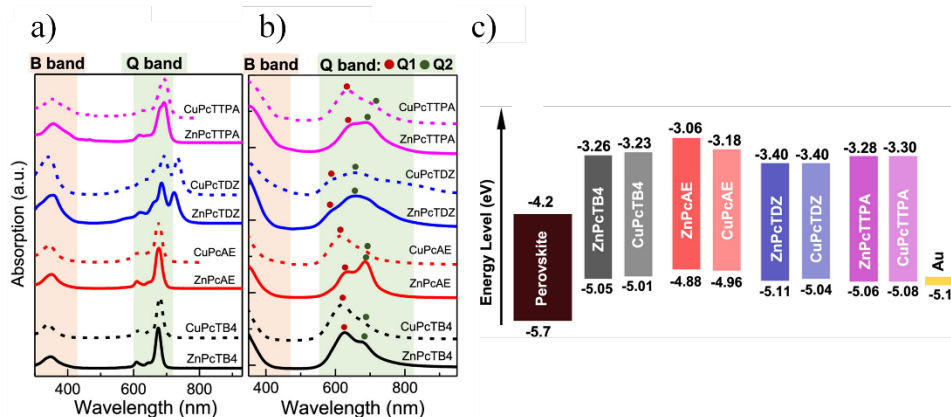 a)
B band
Q band
CuPcTTPA
ZnPcTTPA
CuPcTDZ
ZnPcTDZ
CuPcAE
ZnPcAE
CuPcTB4
ZnPcTB4
400
600
800
Wavelength (nm)
Absorption (a.u.)
b)
B band
Q band: Q1 Q2
CuPcTTPA
ZnPcTTPA
CuPcTDZ
ZnPcTDZ
CuPcAE
ZnPcAE
CuPcTB4
ZnPcTB4
400
600
800
Wavelength (nm)
c)
Energy Level (eV)
-4.2
Perovskite
-5.7
-3.26
ZnPcTB4
-5.05
-3.23
CuPcTB4
-5.01
-3.06
ZnPcAE
-4.88
-3.18
CuPcAE
-4.96
-3.40
ZnPcTDZ
-5.11
-3.40
CuPcTDZ
-5.04
-3.28
ZnPcTTPA
-5.06
-3.30
CuPcTTPA
-5.08
Au
-5.1